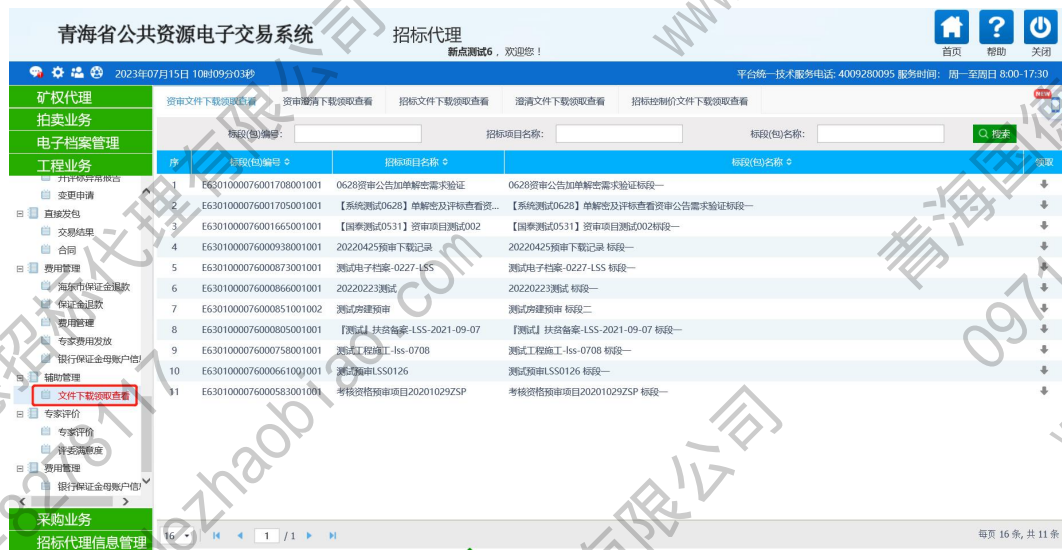 青海省公共资源电子交易系统
招标代理
新点测试6，欢迎您！
首页 帮助 关闭
2023年07月15日 10时09分03秒
平台统一技术服务电话: 4009280095 服务时间： 周一至周日 8:00-17:30
矿权代理
拍卖业务
电子档案管理
工程业务
开评标异常报告
变更申请
直接发包
交易结果
合同
费用管理
海东市保证金退款
保证金退款
费用管理
专家费用发放
银行保证金母账户信
辅助管理
文件下载领取查看
专家评价
专家评价
评委满意度
费用管理
银行保证金母账户信
采购业务
招标代理信息管理
资审文件下载领取查看 资审澄清下载领取查看 招标文件下载领取查看 澄清文件下载领取查看 招标控制价文件下载领取查看
标段(包)编号： 招标项目名称： 标段(包)名称： 搜索
序 标段(包)编号 招标项目名称 标段(包)名称 领取
1 E6301000076001708001001 0628资审公告加单解密需求验证 0628资审公告加单解密需求验证标段一
2 E6301000076001705001001 【系统测试0628】单解密及评标查看资... 【系统测试0628】单解密及评标查看资审公告需求验证标段一
3 E6301000076001665001001 【国泰测试0531】资审项目测试002 【国泰测试0531】资审项目测试002标段一
4 E6301000076000938001001 20220425预审下载记录 20220425预审下载记录 标段一
5 E6301000076000873001001 测试电子档案-0227-LSS 测试电子档案-0227-LSS 标段一
6 E6301000076000866001001 20220223测试 20220223测试 标段一
7 E6301000076000851001002 测试房建预审 测试房建预审 标段二
8 E6301000076000805001001 『测试』扶贫备案-LSS-2021-09-07 『测试』扶贫备案-LSS-2021-09-07 标段一
9 E6301000076000758001001 测试工程施工-lss-0708 测试工程施工-lss-0708 标段一
10 E6301000076000661001001 测试预审LSS0126 测试预审LSS0126 标段一
11 E6301000076000583001001 考核资格预审项目20201029ZSP 考核资格预审项目20201029ZSP 标段一
16 1 / 1
每页 16 条, 共 11 条